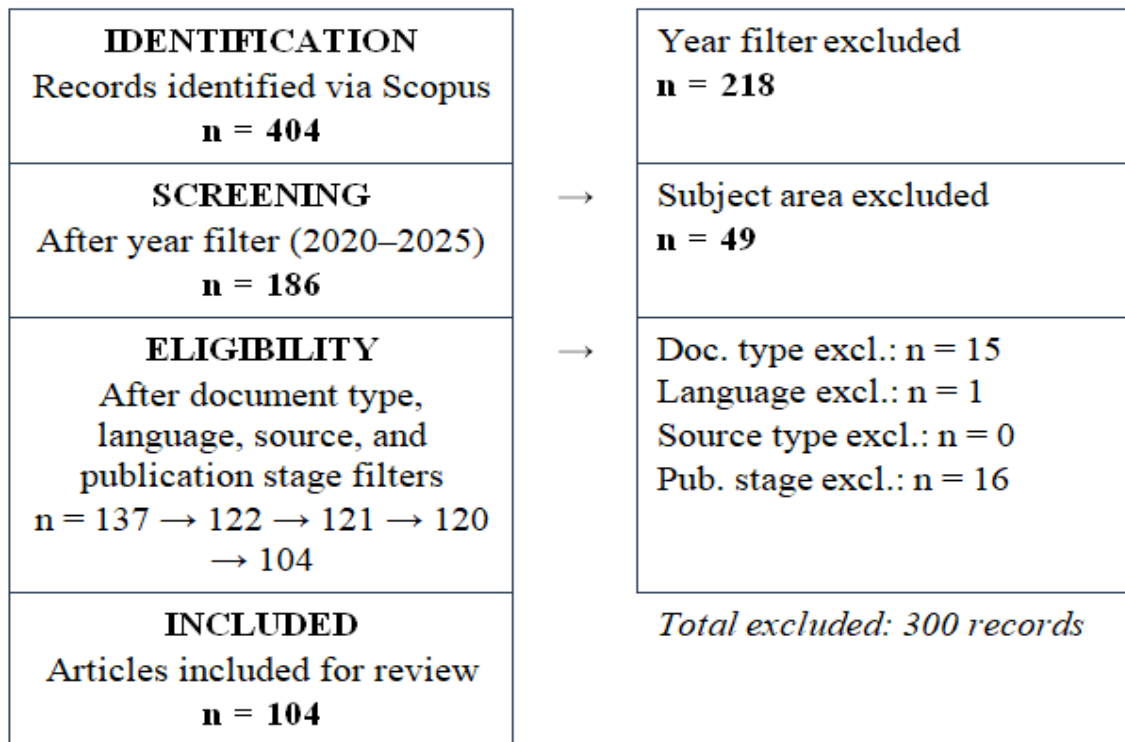 IDENTIFICATION
Records identified via Scopus
n = 404
Year filter excluded
n = 218
SCREENING
After year filter (2020–2025)
n = 186
→
Subject area excluded
n = 49
ELIGIBILITY
After document type,
language, source, and
publication stage filters
n = 137 → 122 → 121 → 120
→ 104
→
Doc. type excl.: n = 15
Language excl.: n = 1
Source type excl.: n = 0
Pub. stage excl.: n = 16
INCLUDED
Articles included for review
n = 104
Total excluded: 300 records